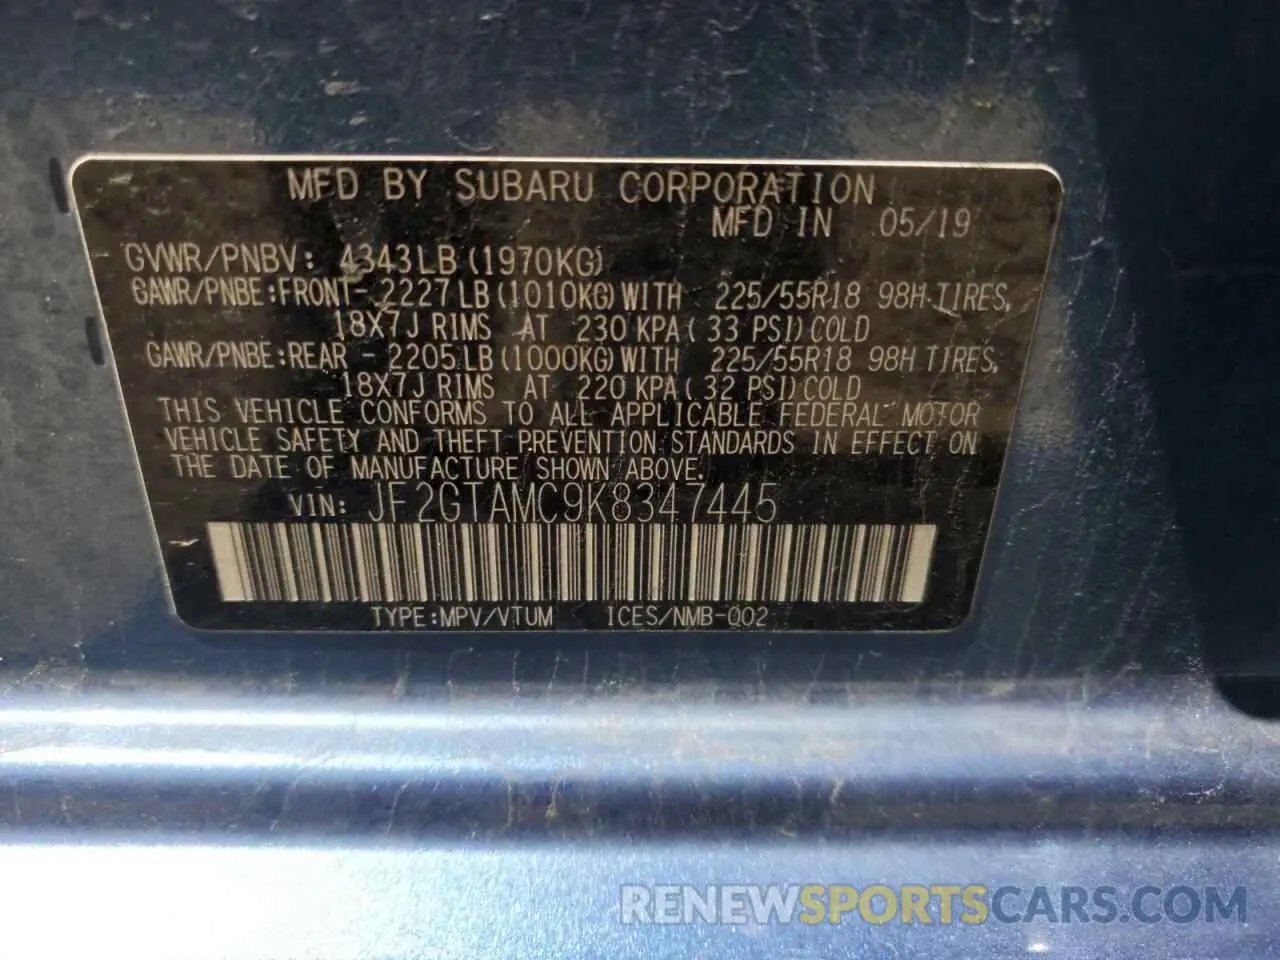 MFD BY SUBARU CORPORATION
MFD IN 05/19
GVWR/PNBV: 4343LB(1970KG)
GAWR/PNBE:FRONT- 2227LB(1010KG)WITH 225/55R18 98H TIRES,
18X7J RIMS AT 230 KPA(33 PSI)COLD
GAWR/PNBE:REAR - 2205LB(1000KG)WITH 225/55R18 98H TIRES,
18X7J RIMS AT 220 KPA(32 PSI)COLD
THIS VEHICLE CONFORMS TO ALL APPLICABLE FEDERAL MOTOR
VEHICLE SAFETY AND THEFT PREVENTION STANDARDS IN EFFECT ON
THE DATE OF MANUFACTURE SHOWN ABOVE.
VIN: JF2GTAMC9K8347445
TYPE:MPV/VTUM ICES/NMB-002
RENEWSPORTSCARS.COM